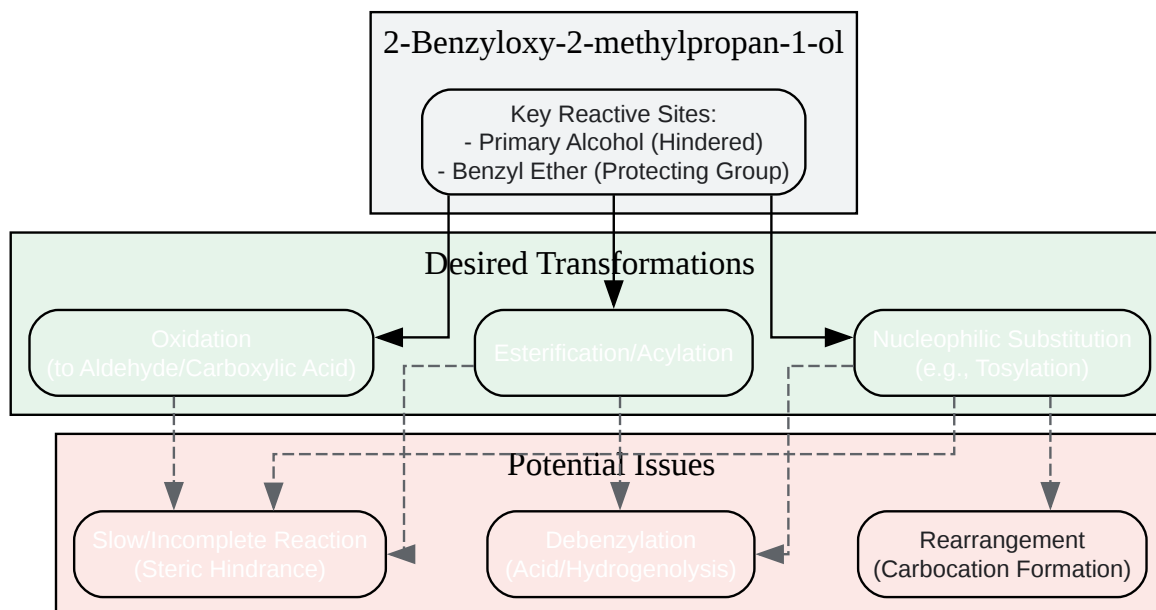 2-Benzyloxy-2-methylpropan-1-ol
Key Reactive Sites:
- Primary Alcohol (Hindered)
- Benzyl Ether (Protecting Group)
Desired Transformations
Oxidation
(to Aldehyde/Carboxylic Acid)
Esterification/Acylation
Nucleophilic Substitution
(e.g., Tosylation)
Potential Issues
Slow/Incomplete Reaction
(Steric Hindrance)
Debenzylation
(Acid/Hydrogenolysis)
Rearrangement
(Carbocation Formation)